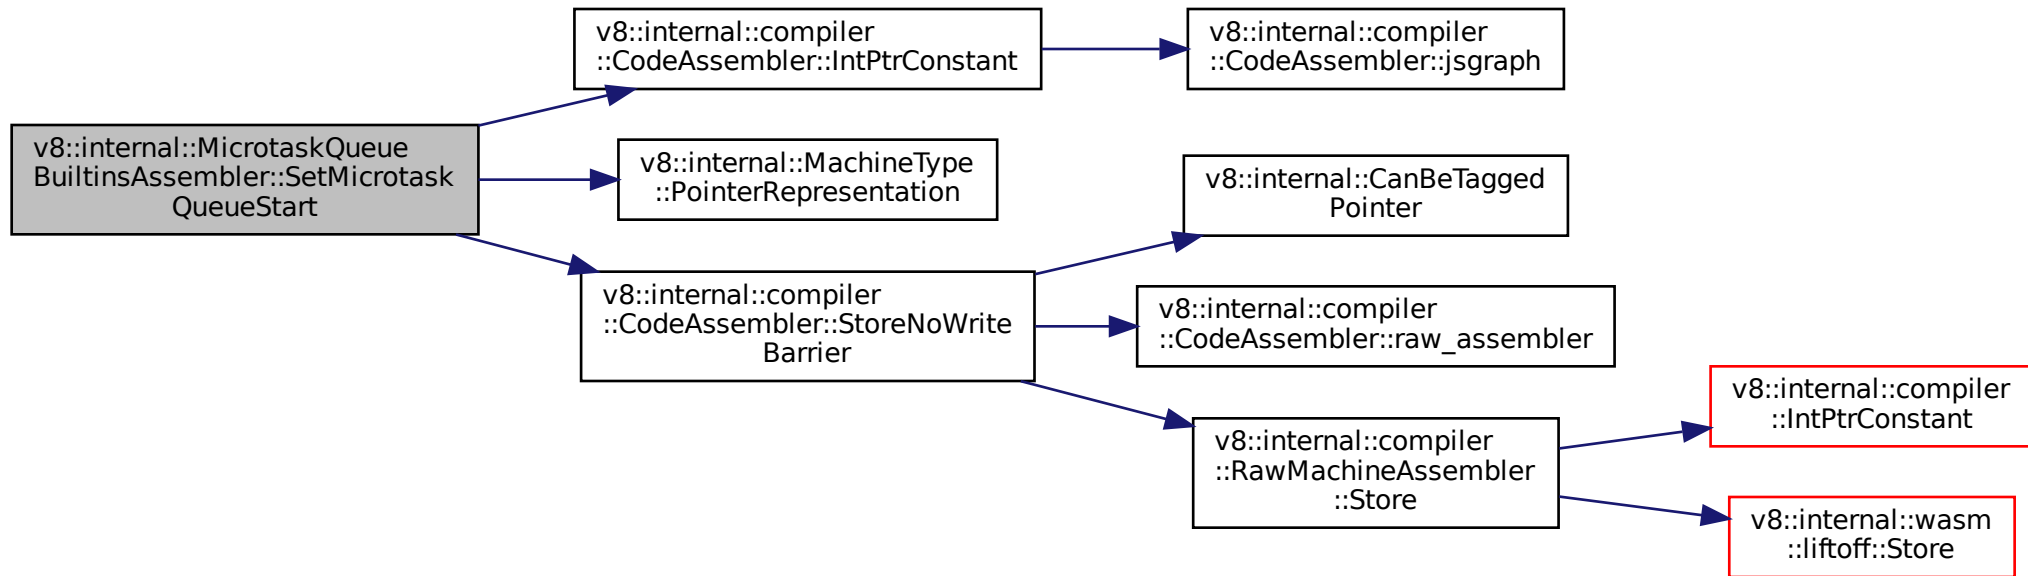 v8::internal::compiler
::CodeAssembler::IntPtrConstant
v8::internal::compiler
::CodeAssembler::jsgraph
v8::internal::MicrotaskQueue
BuiltinsAssembler::SetMicrotask
QueueStart
v8::internal::MachineType
::PointerRepresentation
v8::internal::CanBeTagged
Pointer
v8::internal::compiler
::CodeAssembler::StoreNoWrite
Barrier
v8::internal::compiler
::CodeAssembler::raw_assembler
v8::internal::compiler
::RawMachineAssembler
::Store
v8::internal::compiler
::IntPtrConstant
v8::internal::wasm
::liftoff::Store